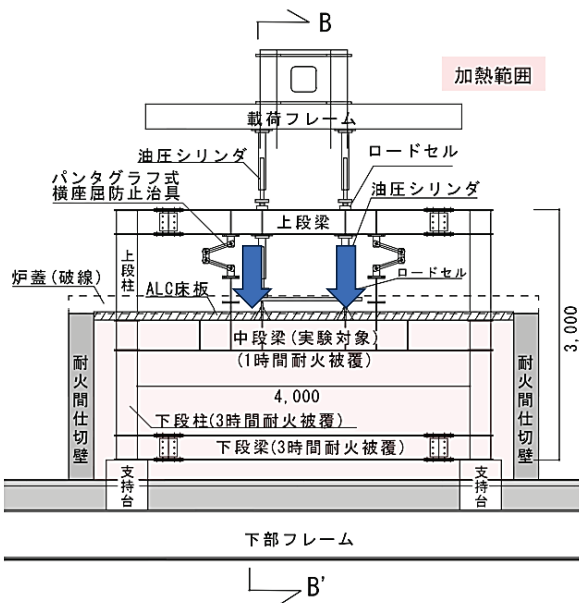 B
加熱範囲
載荷フレーム
油圧シリンダ
ロードセル
パンタグラフ式
横座屈防止治具
油圧シリンダ
上段梁
上段柱
炉蓋(破線)
ALC床板
ロードセル
中段梁(実験対象)
(1時間耐火被覆)
3,000
耐火間仕切壁
耐火間仕切壁
4,000
下段柱(3時間耐火被覆)
下段梁(3時間耐火被覆)
支持台
支持台
下部フレーム
B'